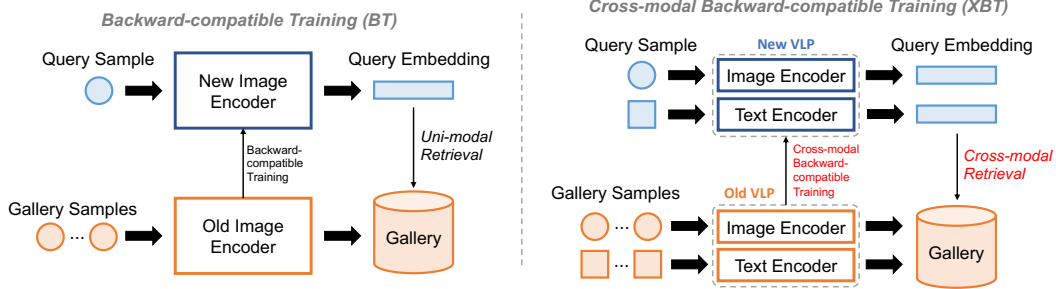 Backward-compatible Training (BT)
Query Sample
New Image
Encoder
Query Embedding
Backward-
compatible
Training
Uni-modal
Retrieval
Gallery Samples
...
Old Image
Encoder
Gallery
Cross-modal Backward-compatible Training (XBT)
Query Sample
New VLP
Query Embedding
Image Encoder
Text Encoder
Cross-modal
Backward-
compatible
Training
Cross-modal
Retrieval
Gallery Samples
Old VLP
...
Image Encoder
...
Text Encoder
Gallery